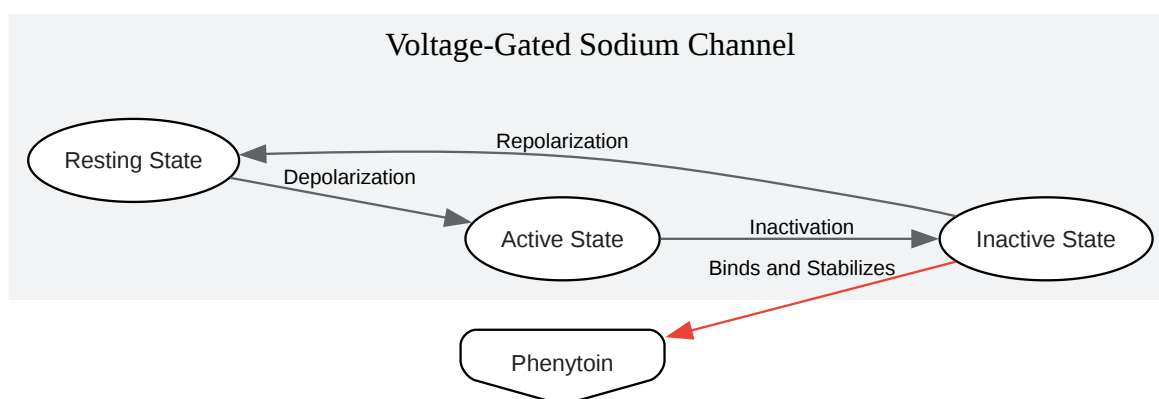 Voltage-Gated Sodium Channel
Repolarization
Resting State
Depolarization
Inactivation
Active State
Inactive State
Binds and Stabilizes
Phenytoin